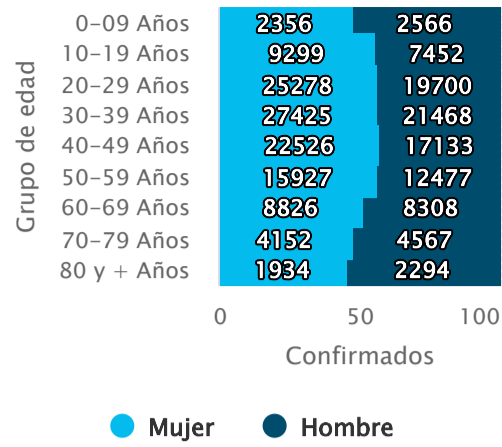 Grupo de edad
0-09 Años 2356 2566
10-19 Años 9299 7452
20-29 Años 25278 19700
30-39 Años 27425 21468
40-49 Años 22526 17133
50-59 Años 15927 12477
60-69 Años 8826 8308
70-79 Años 4152 4567
80 y + Años 1934 2294
0 50 100
Confirmados
Mujer Hombre